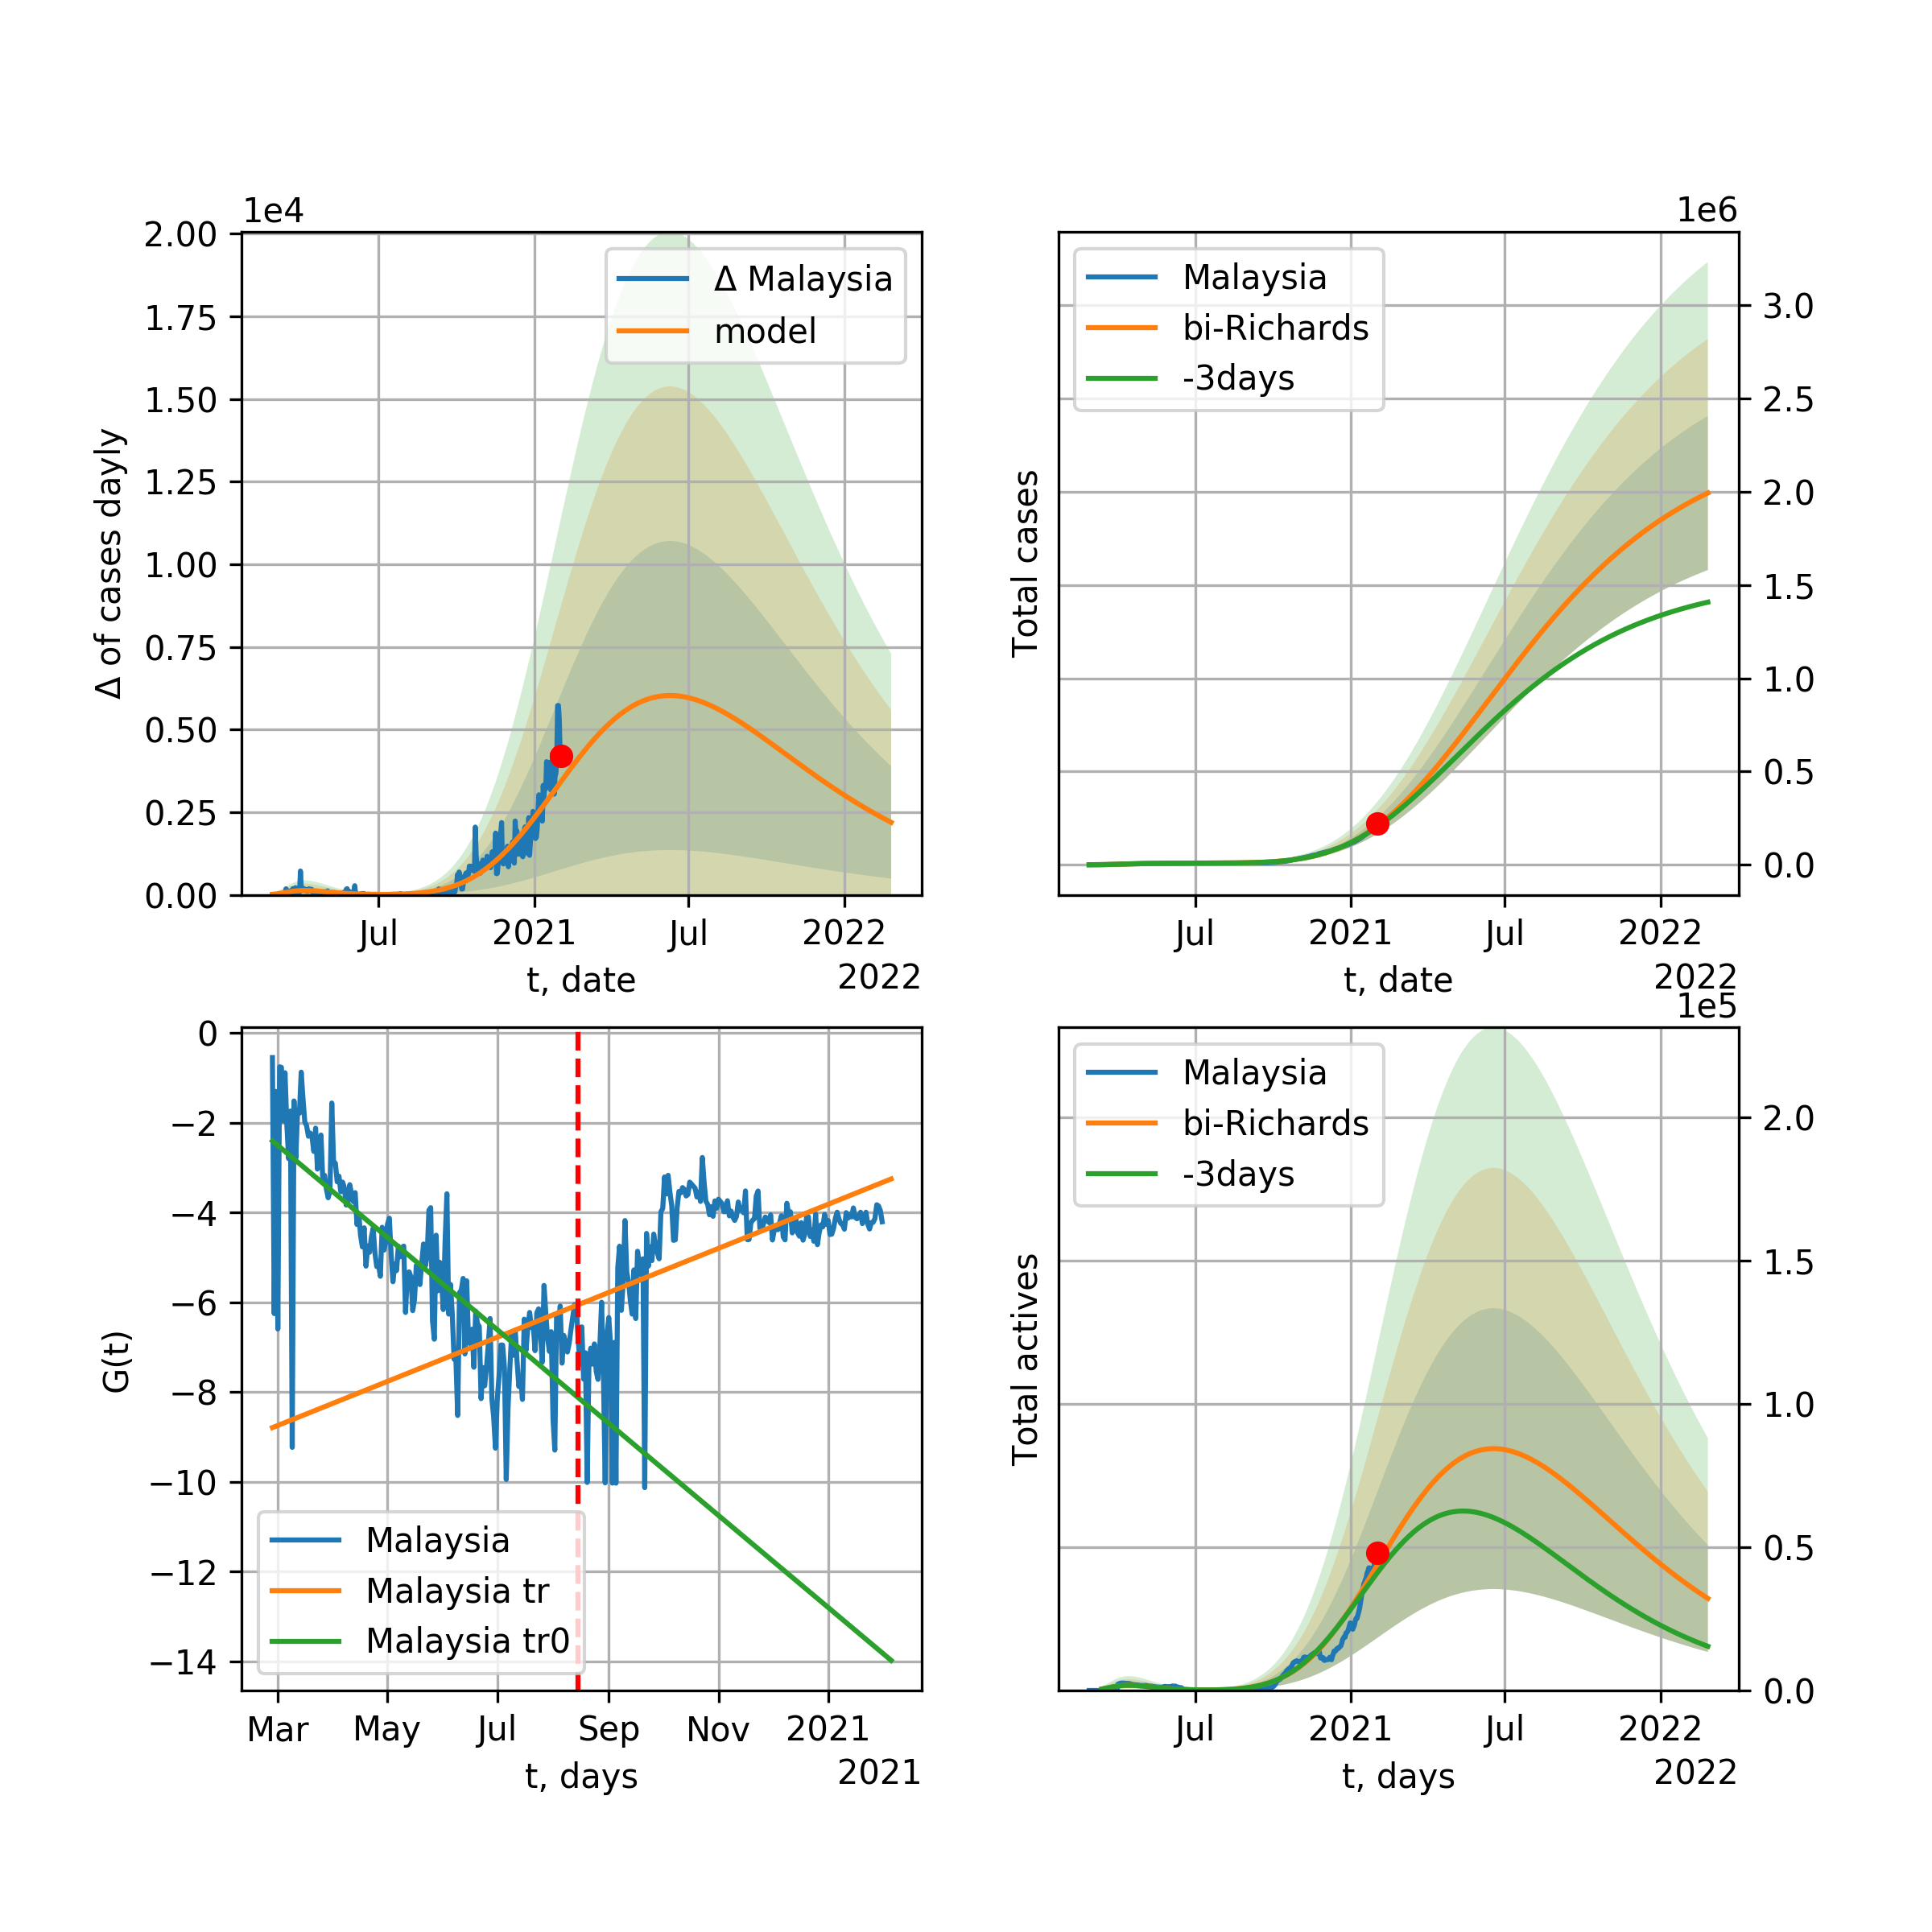 1e4
2.00
1.75
1.50
1.25
1.00
0.75
0.50
0.25
0.00
Δ of cases dayly
Δ Malaysia
model
Jul 2021 Jul 2022
t, date
2022
1e6
Malaysia
bi-Richards
-3days
Total cases
3.0
2.5
2.0
1.5
1.0
0.5
0.0
Jul 2021 Jul 2022
t, date
2022
0
−2
−4
−6
−8
−10
−12
−14
G(t)
Malaysia
Malaysia tr
Malaysia tr0
Mar May Jul Sep Nov 2021
t, days
2021
1e5
Malaysia
bi-Richards
-3days
Total actives
2.0
1.5
1.0
0.5
0.0
Jul 2021 Jul 2022
t, days
2022